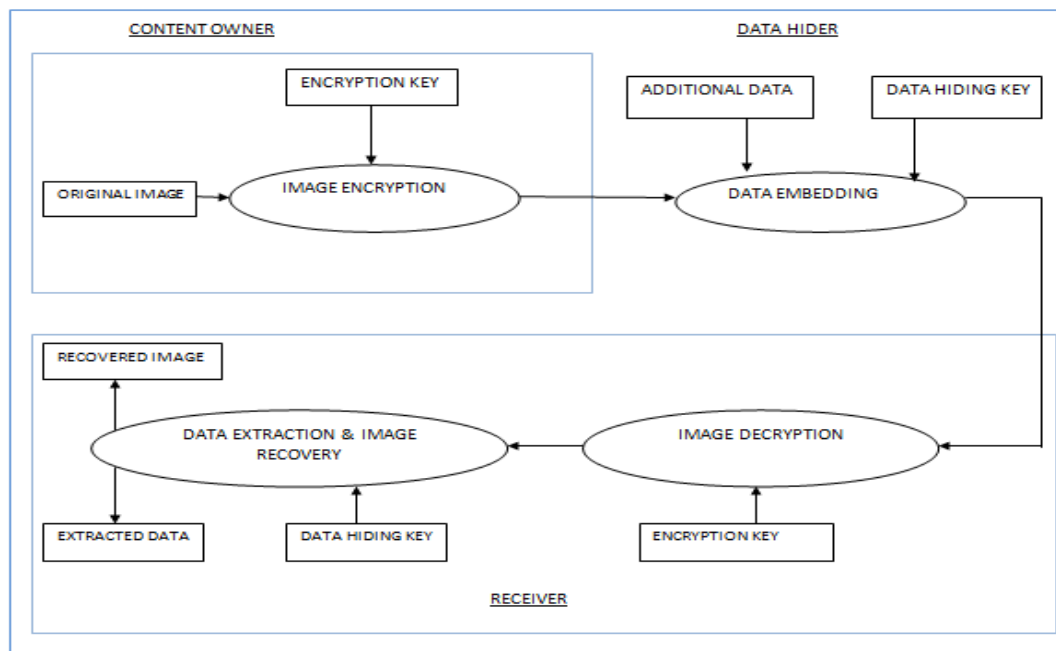 CONTENT OWNER
DATA HIDER
ENCRYPTION KEY
ADDITIONAL DATA
DATA HIDING KEY
ORIGINAL IMAGE
IMAGE ENCRYPTION
DATA EMBEDDING
RECOVERED IMAGE
DATA EXTRACTION & IMAGE
RECOVERY
IMAGE DECRYPTION
EXTRACTED DATA
DATA HIDING KEY
ENCRYPTION KEY
RECEIVER